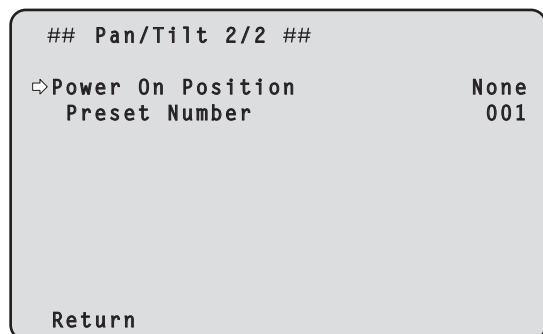 ## Pan/Tilt 2/2 ##
⇨Power On Position None
Preset Number 001
Return